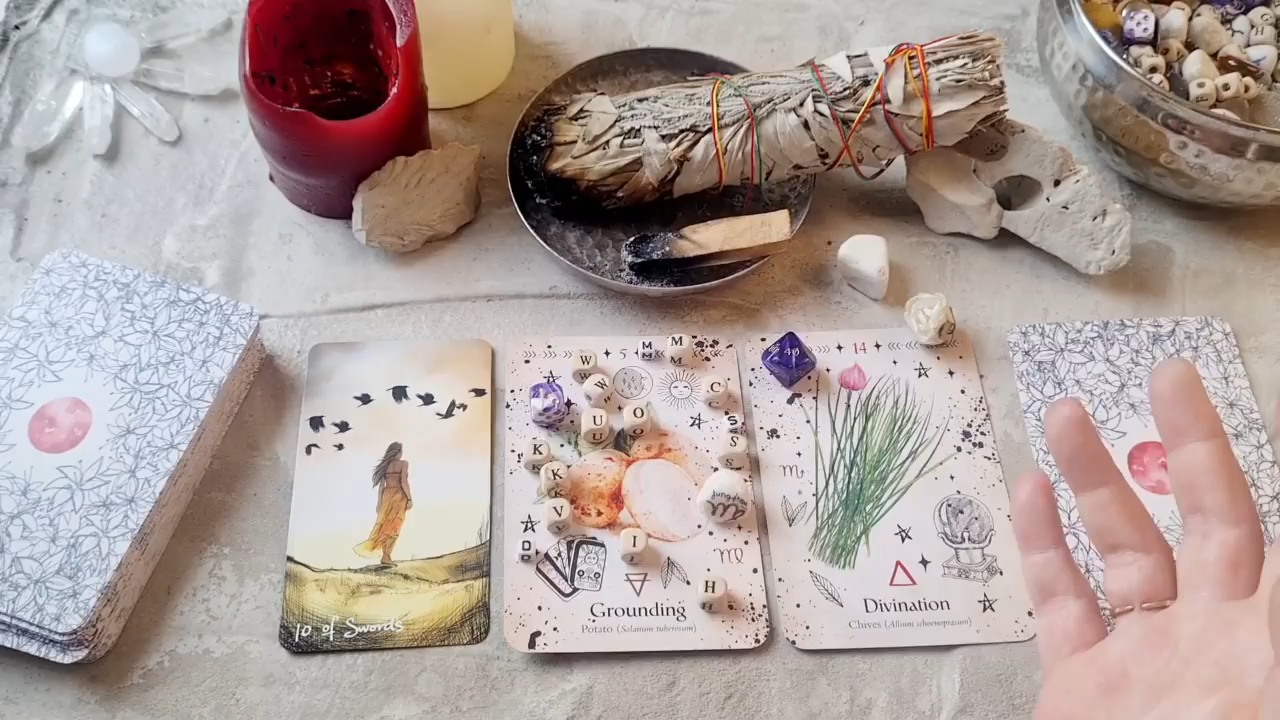 10 of Swords
5
M
M
M
W
W
W
C
U
U
O
O
S
S
K
K
K
K
V
D
I
H
H
Grounding
Potato (Solanum tuberosum)
14
Divination
Chives (Allium schoenoprasum)